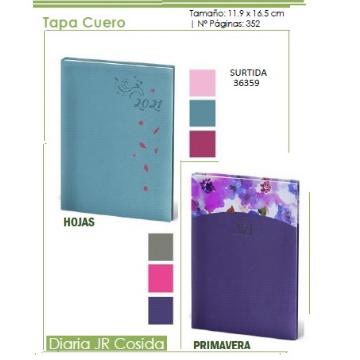 Tapa Cuero
Tamaño: 11.9 x 16.5 cm
| Nº Páginas: 352
SURTIDA
36359
2021
HOJAS
2021
PRIMAVERA
Diaria JR Cosida